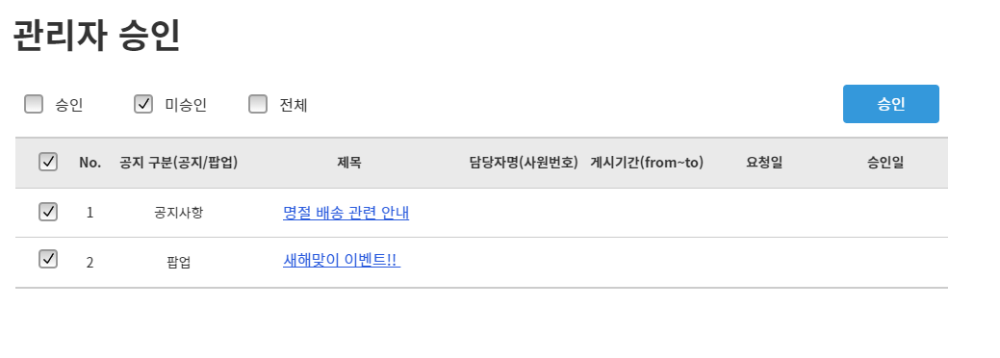 관리자 승인
승인 미승인 전체 승인
No. 공지 구분(공지/팝업) 제목 담당자명(사원번호) 게시기간(from~to) 요청일 승인일
1 공지사항 명절 배송 관련 안내
2 팝업 새해맞이 이벤트!!